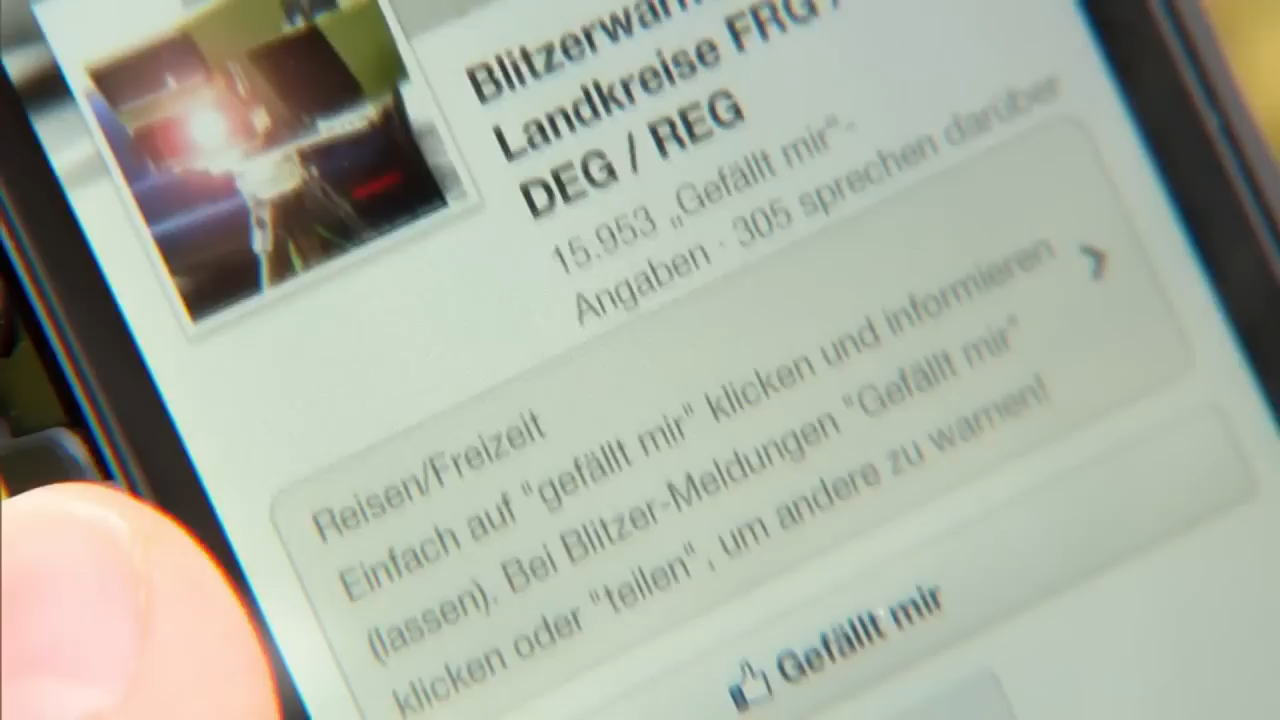 Landkreise FRG /
DEG / REG
15.953 „Gefällt mir“-
Angaben · 305 sprechen darüber
Reisen/Freizeit
Einfach auf "gefällt mir" klicken und informieren
(lassen). Bei Blitzer-Meldungen "Gefällt mir"
klicken oder "teilen", um andere zu warnen!
Gefällt mir